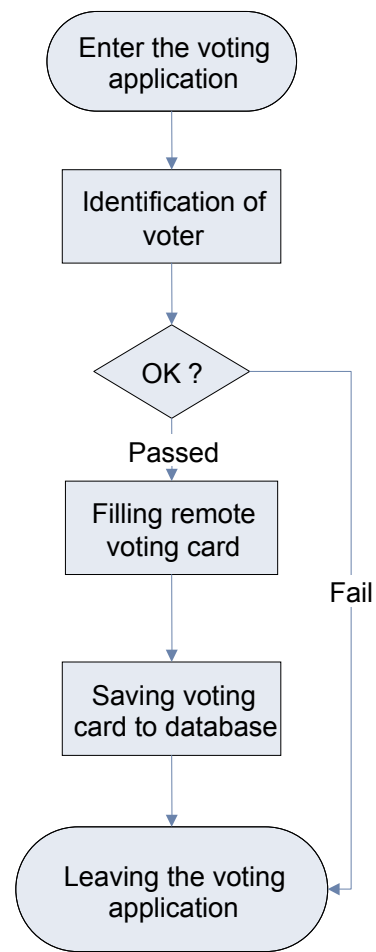 Enter the voting
application
Identification of
voter
OK ?
Passed
Filling remote
voting card
Fail
Saving voting
card to database
Leaving the voting
application